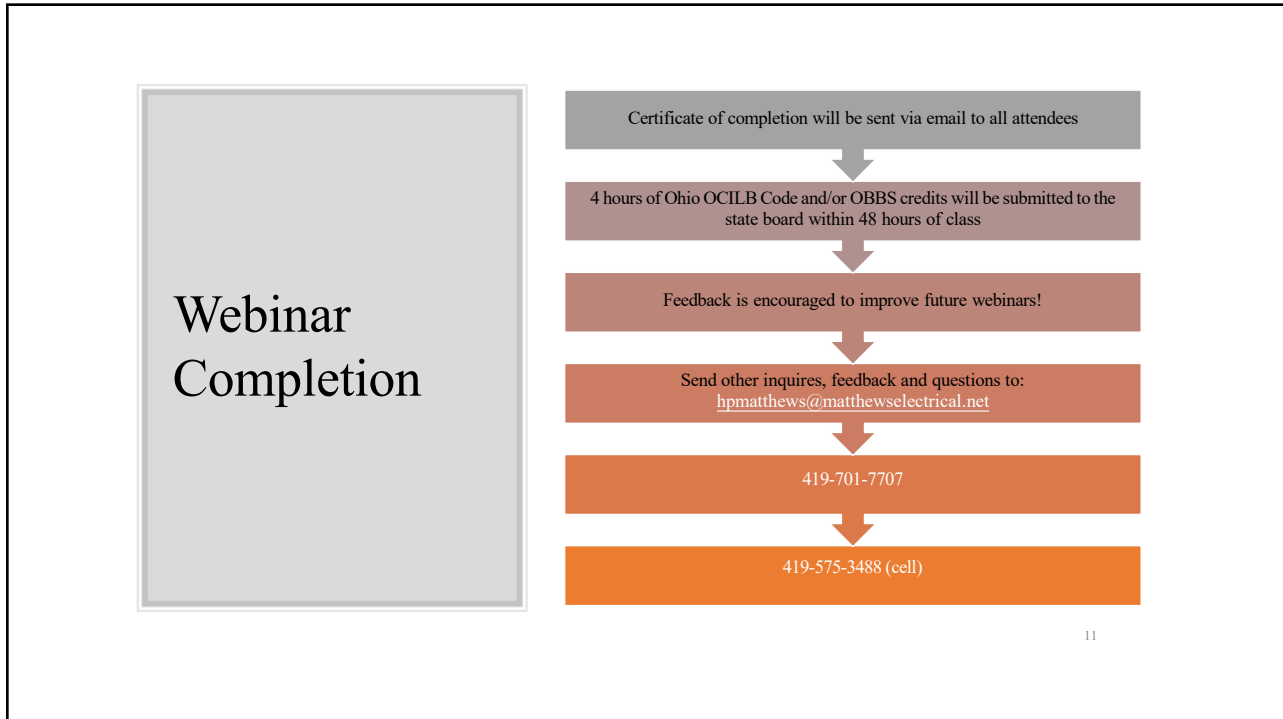 Webinar
Completion
Certificate of completion will be sent via email to all attendees
4 hours of Ohio OCILB Code and/or OBBS credits will be submitted to the
state board within 48 hours of class
Feedback is encouraged to improve future webinars!
Send other inquires, feedback and questions to:
hpmatthews@matthewselectrical.net
419-701-7707
419-575-3488 (cell)
11